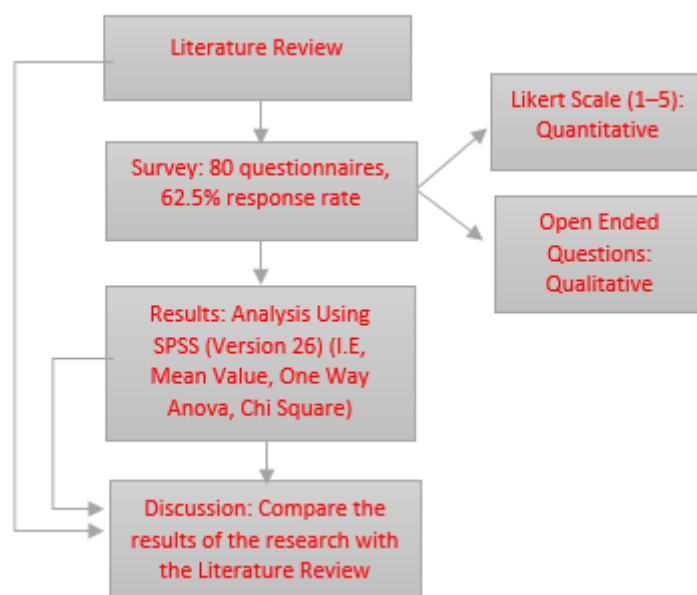 Literature Review
Likert Scale (1–5):
Quantitative
Survey: 80 questionnaires,
62.5% response rate
Open Ended
Questions:
Qualitative
Results: Analysis Using
SPSS (Version 26) (I.E,
Mean Value, One Way
Anova, Chi Square)
Discussion: Compare the
results of the research with
the Literature Review